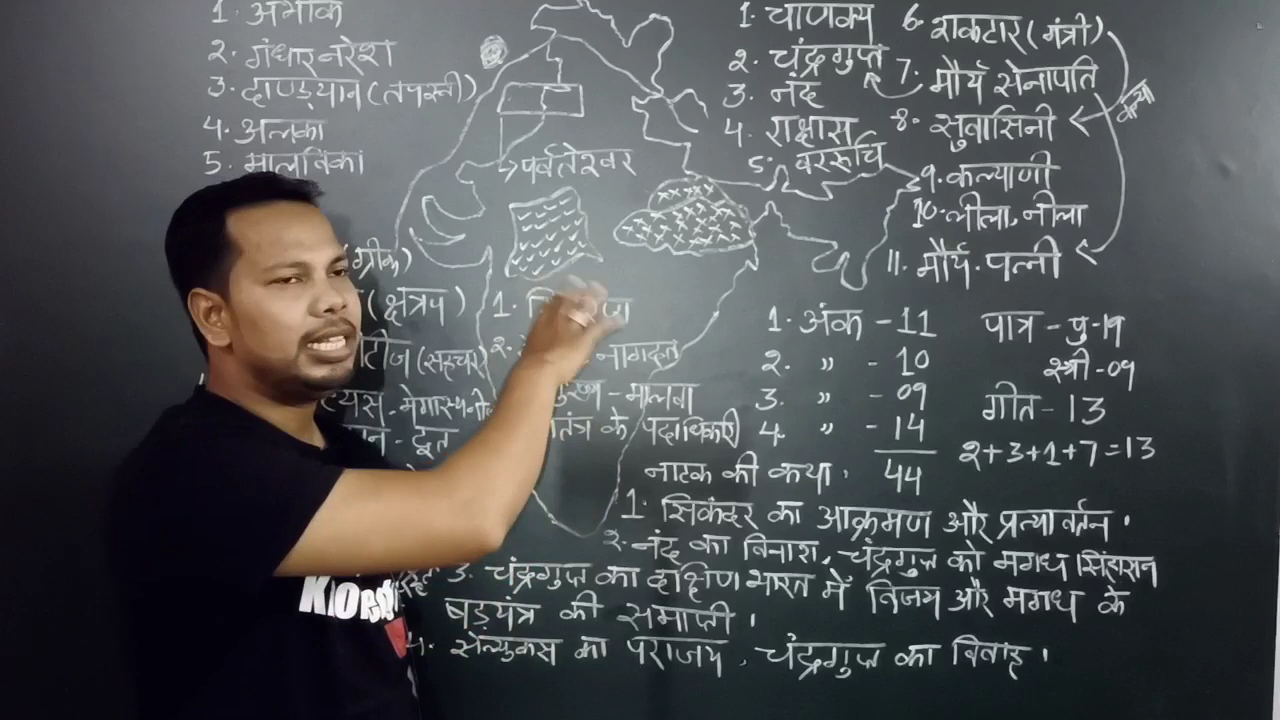 1. आंभीक
2. गंधार नरेश
3. दाण्ड्यान (तपस्वी)
4. अलका
5. मालविका
→पर्वतेश्वर
1. चाणक्य
2. चंद्रगुप्त
3. नंद
4. राक्षास
5. वररूचि
6. शकटार (मंत्री)
7. मौर्य सेनापति
8. सुवासिनी
कन्या
9. कल्याणी
10. लीला, नीला
11. मौर्य-पत्नी
(ग्रीक)
(क्षत्रप)
(सहचर)
मेगास्थनी
दूत
1.
2. नागदत्त
मालवा
तंत्र के पदाधिकारी
1. अंक - 11
2. " - 10
3. " - 09
4. " - 14
44
पात्र - पु-19
स्त्री-09
गीत - 13
2+3+1+7=13
नाटक की कथा.
1. सिकंदर का आक्रमण और प्रत्यावर्तन.
2. नंद का विनाश, चंद्रगुप्त को मगध सिंहासन
3. चंद्रगुप्त का दक्षिण भारत में विजय और मगध के
षड़यंत्र की समाप्ती.
4. सेल्युकस का पराजय. चंद्रगुप्त का विवाह.